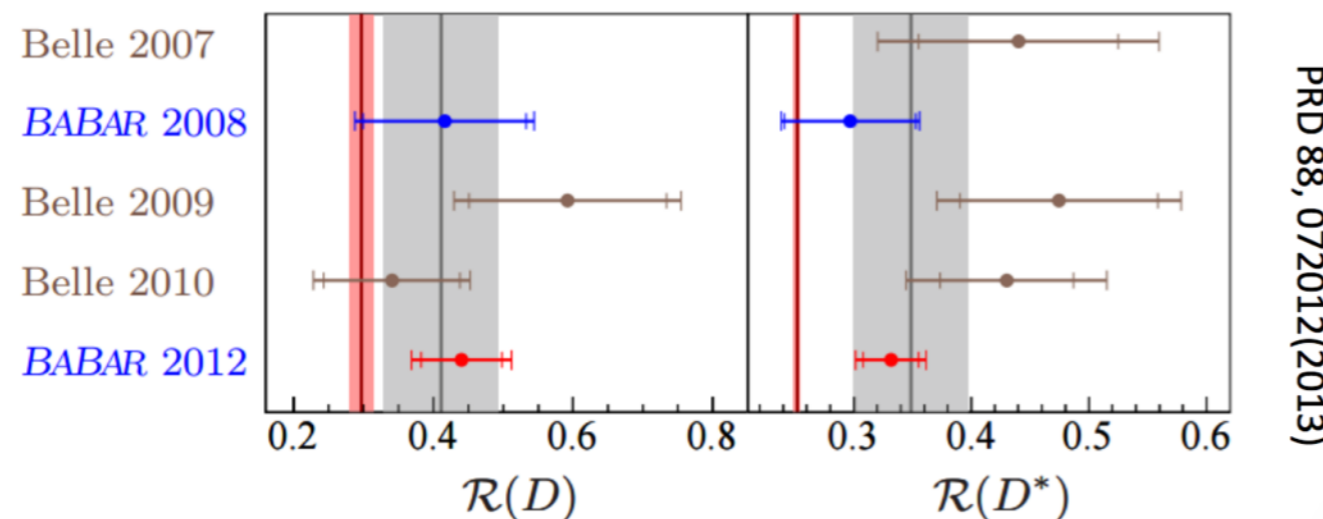 Belle 2007
BABAR 2008
Belle 2009
Belle 2010
BABAR 2012
0.2 0.4 0.6 0.8 0.3 0.4 0.5 0.6
ℛ(D) ℛ(D*)
PRD 88, 072012(2013)